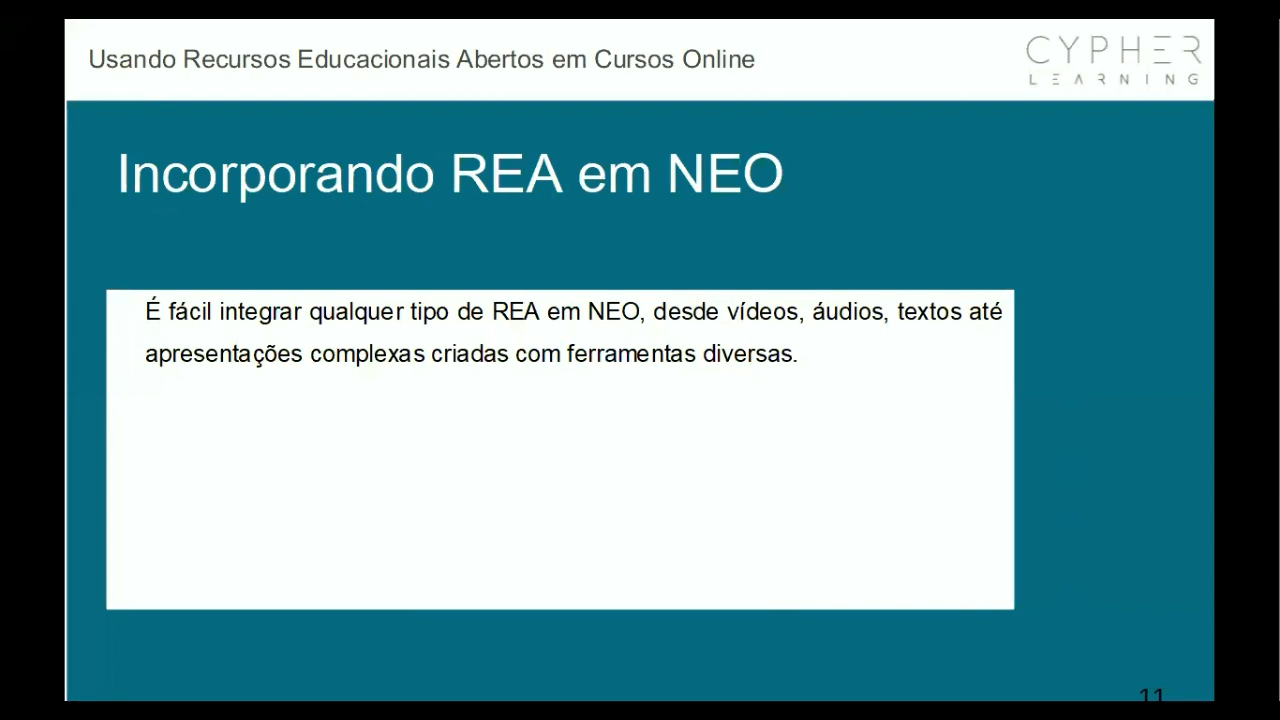 Usando Recursos Educacionais Abertos em Cursos Online
CYPHER
LEARNING
Incorporando REA em NEO
É fácil integrar qualquer tipo de REA em NEO, desde vídeos, áudios, textos até
apresentações complexas criadas com ferramentas diversas.
11